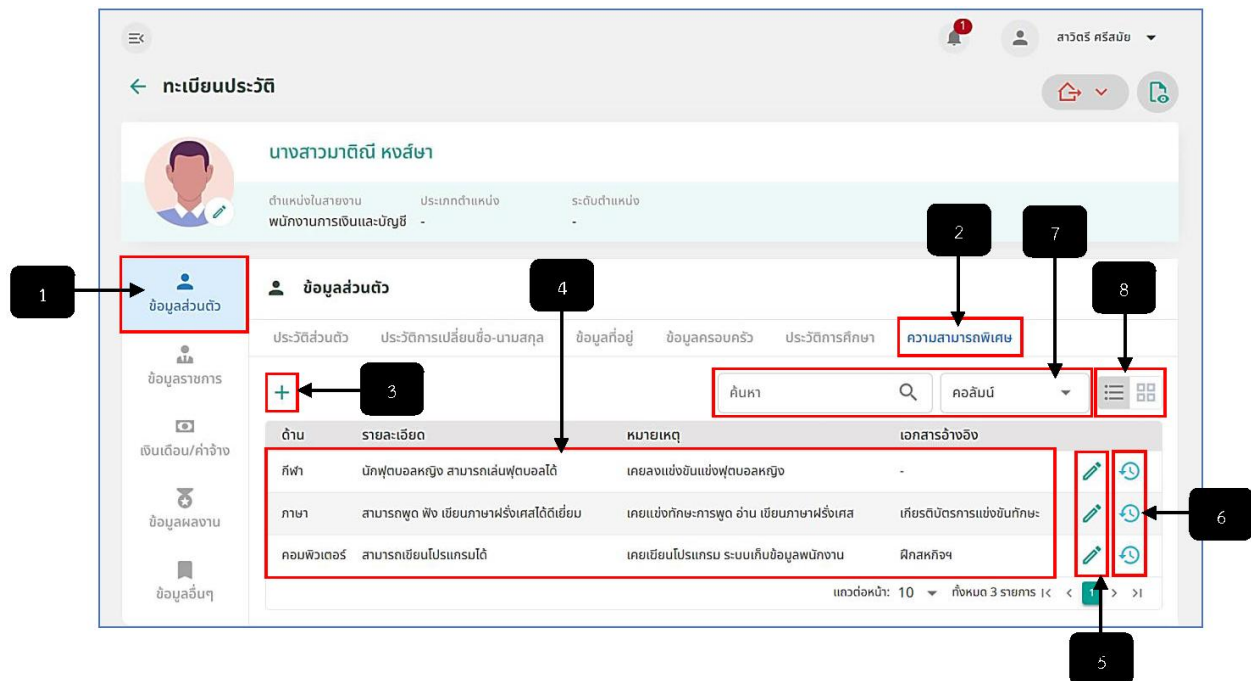 1
สาวิตรี ศรีสมัย
ทะเบียนประวัติ
นางสาวมาติณี หงส์ษา
ตำแหน่งในสายงาน ประเภทตำแหน่ง ระดับตำแหน่ง
พนักงานการเงินและบัญชี - -
2
7
1
ข้อมูลส่วนตัว
ข้อมูลส่วนตัว
4
8
ประวัติส่วนตัว ประวัติการเปลี่ยนชื่อ-นามสกุล ข้อมูลที่อยู่ ข้อมูลครอบครัว ประวัติการศึกษา ความสามารถพิเศษ
ข้อมูลราชการ
3
ค้นหา คอลัมน์
เงินเดือน/ค่าจ้าง
ด้าน รายละเอียด หมายเหตุ เอกสารอ้างอิง
กีฬา นักฟุตบอลหญิง สามารถเล่นฟุตบอลได้ เคยลงแข่งขันแข่งฟุตบอลหญิง -
ข้อมูลผลงาน
ภาษา สามารถพูด ฟัง เขียนภาษาฝรั่งเศสได้ดีเยี่ยม เคยแข่งทักษะการพูด อ่าน เขียนภาษาฝรั่งเศส เกียรติบัตรการแข่งขันทักษะ
6
คอมพิวเตอร์ สามารถเขียนโปรแกรมได้ เคยเขียนโปรแกรม ระบบเก็บข้อมูลพนักงาน ฝึกสหกิจฯ
ข้อมูลอื่นๆ
แถวต่อหน้า: 10 ทั้งหมด 3 รายการ |< < 1 > >|
5